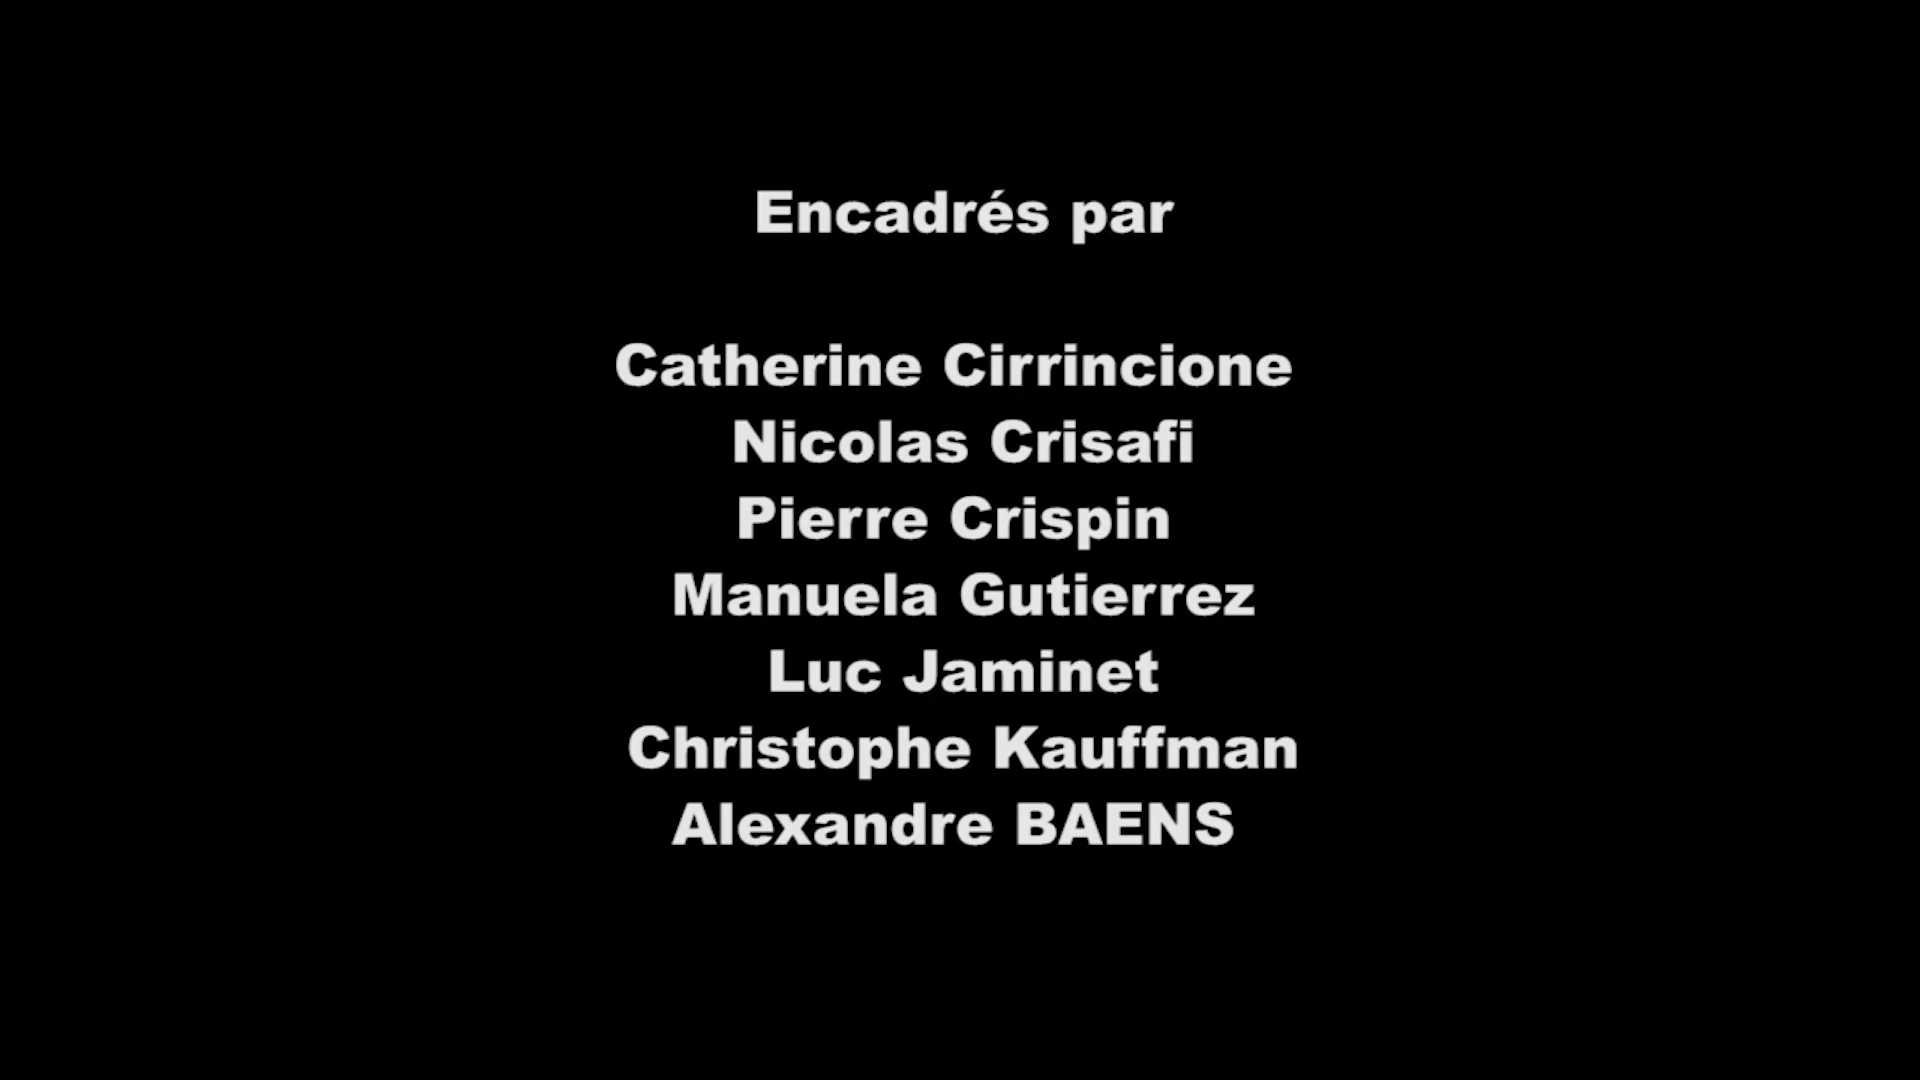 Encadrés par
Catherine Cirrincione
Nicolas Crisafi
Pierre Crispin
Manuela Gutierrez
Luc Jaminet
Christophe Kauffman
Alexandre BAENS